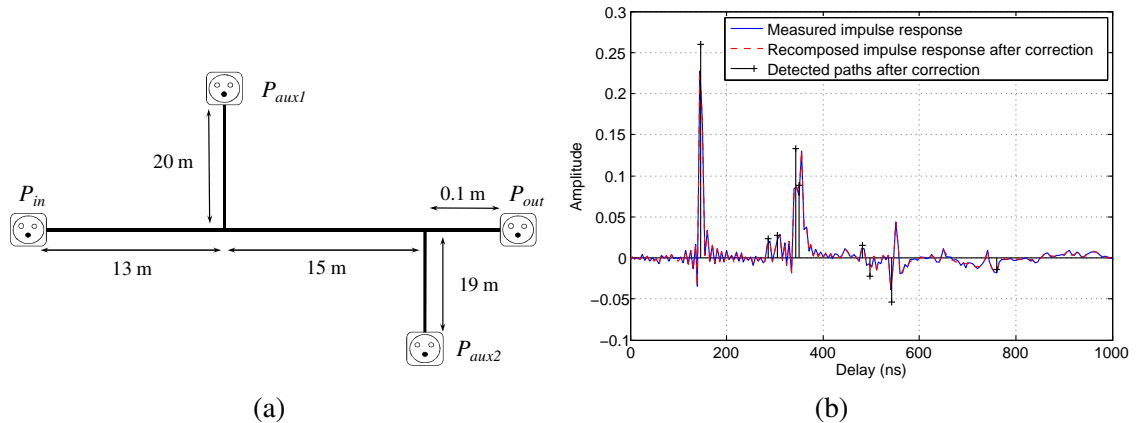 P_aux1
20 m
P_in
0.1 m
P_out
13 m
15 m
19 m
P_aux2
(a)
Measured impulse response
Recomposed impulse response after correction
Detected paths after correction
0.3
0.25
0.2
0.15
0.1
0.05
0
−0.05
−0.1
Amplitude
0 200 400 600 800 1000
Delay (ns)
(b)